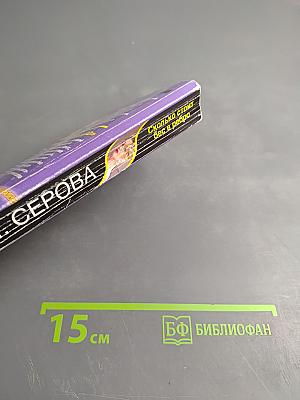 Сколько стоит
бес в ребро
СЕРОВА
15 см
БФ БИБЛИОФАН